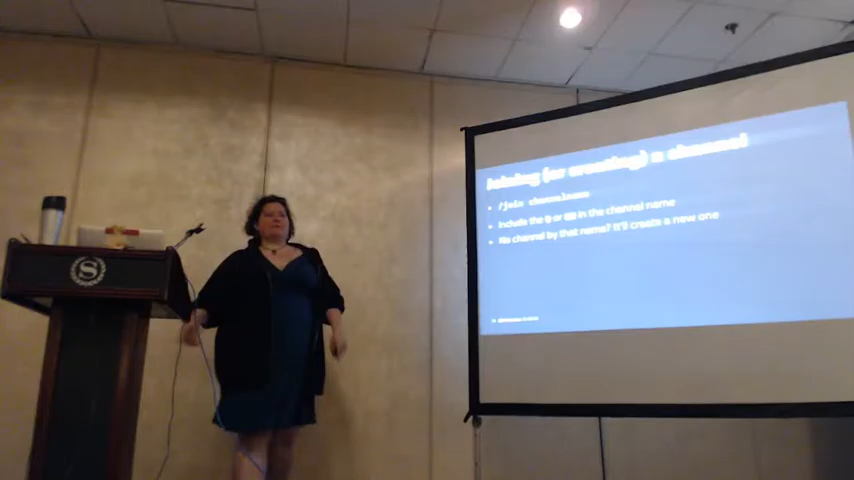 Joining (or creating) a channel
/join channelname
Include the # or ## in the channel name
No channel by that name? It'll create a new one
S